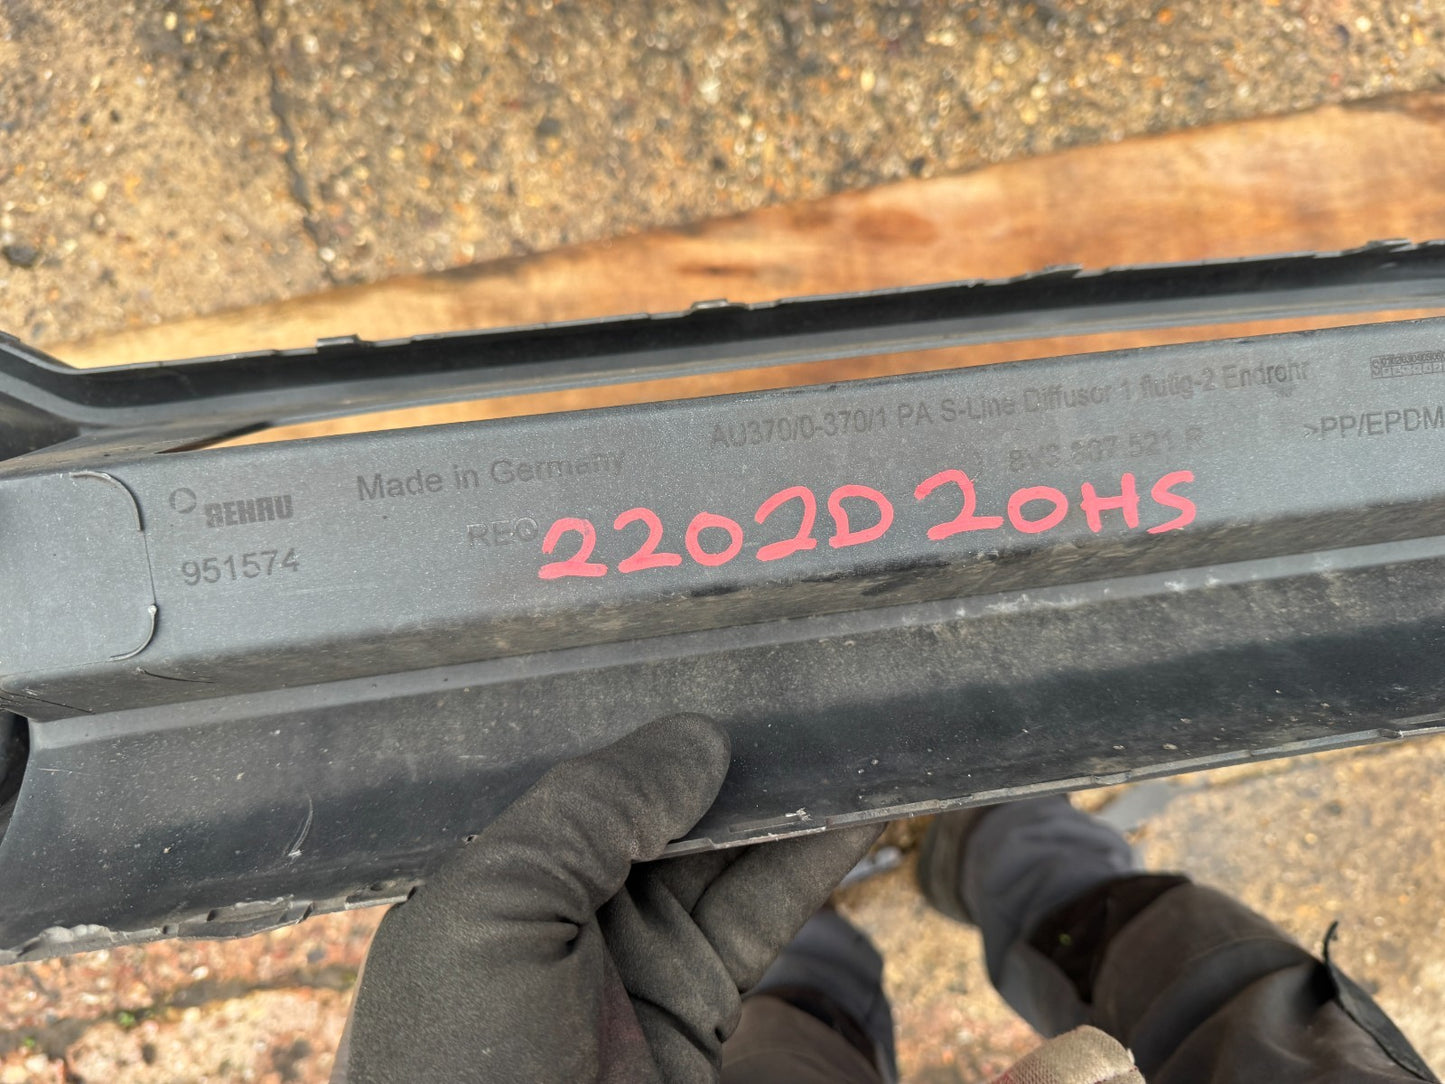 AU370/0-370/1 PA S-Line Diffusor 1 flutig-2 Endrohr
REHAU Made in Germany 8V3 807 521 R >PP/EPDM
951574 REO 2202D20HS